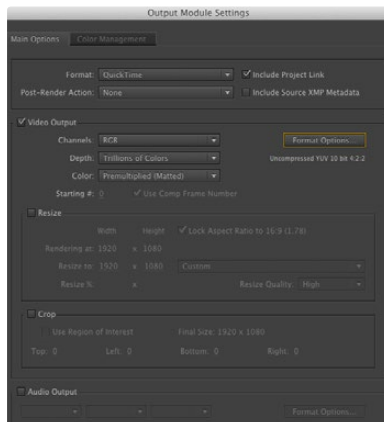 Output Module Settings
Main Options Color Management
Format: QuickTime Include Project Link
Post-Render Action: None Include Source XMP Metadata
Video Output
Channels: RGB Format Options...
Depth: Trillions of Colors Uncompressed YUV 10 bit 4:2:2
Color: Premultiplied (Matted)
Starting #: 0 Use Comp Frame Number
Resize
Width Height Lock Aspect Ratio to 16:9 (1.78)
Rendering at: 1920 x 1080
Resize to: 1920 x 1080 Custom
Resize %: x Resize Quality: High
Crop
Use Region of Interest Final Size: 1920 x 1080
Top: 0 Left: 0 Bottom: 0 Right: 0
Audio Output
Format Options...